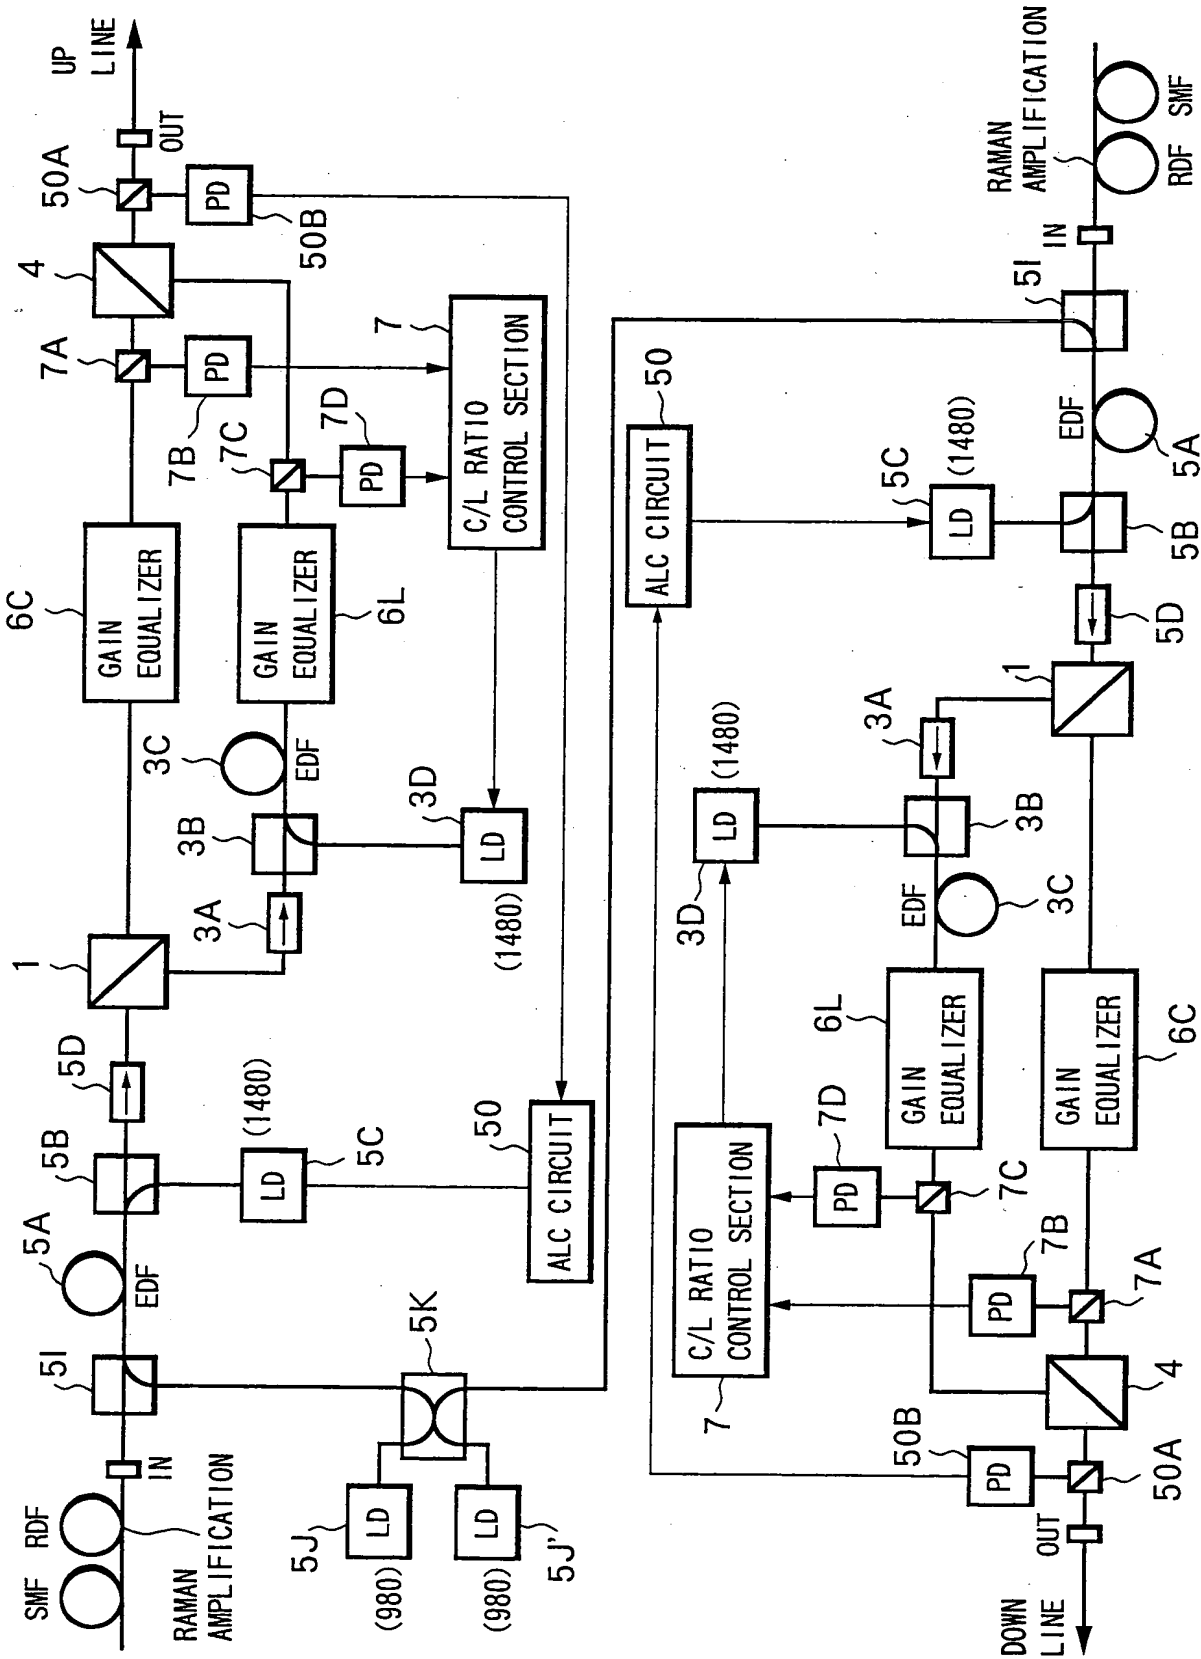 SMF
RDF
RAMAN
AMPLIFICATION
IN
5I
EDF
5A
5B
5D
1
6C
GAIN
EQUALIZER
7A
4
50A
OUT
UP
LINE
3A
3B
3C
EDF
GAIN
EQUALIZER
6L
7C
7B
PD
PD
50B
7D
PD
LD
5C
(1480)
3D
LD
(1480)
7
C/L RATIO
CONTROL SECTION
50
ALC CIRCUIT
5K
5J
LD
(980)
LD
5J'
(980)
50
ALC CIRCUIT
5C
LD
(1480)
3D
LD
(1480)
C/L RATIO
CONTROL SECTION
7
7D
PD
50B
PD
7B
PD
7C
6L
GAIN
EQUALIZER
EDF
3C
3B
3A
RAMAN
AMPLIFICATION
SMF
RDF
IN
5I
EDF
5A
5B
5D
1
GAIN
EQUALIZER
6C
7A
4
50A
OUT
DOWN
LINE